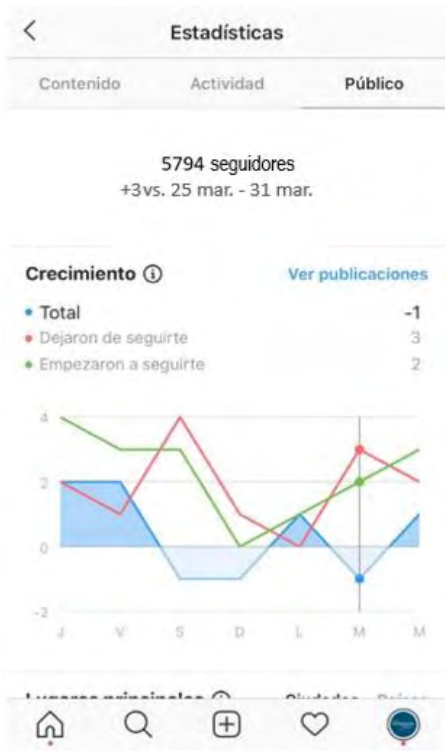 Estadísticas
Contenido Actividad Público
5794 seguidores
+3vs. 25 mar. - 31 mar.
Crecimiento Ver publicaciones
Total -1
Dejaron de seguirte 3
Empezaron a seguirte 2
4
2
0
-2
J V S D L M M